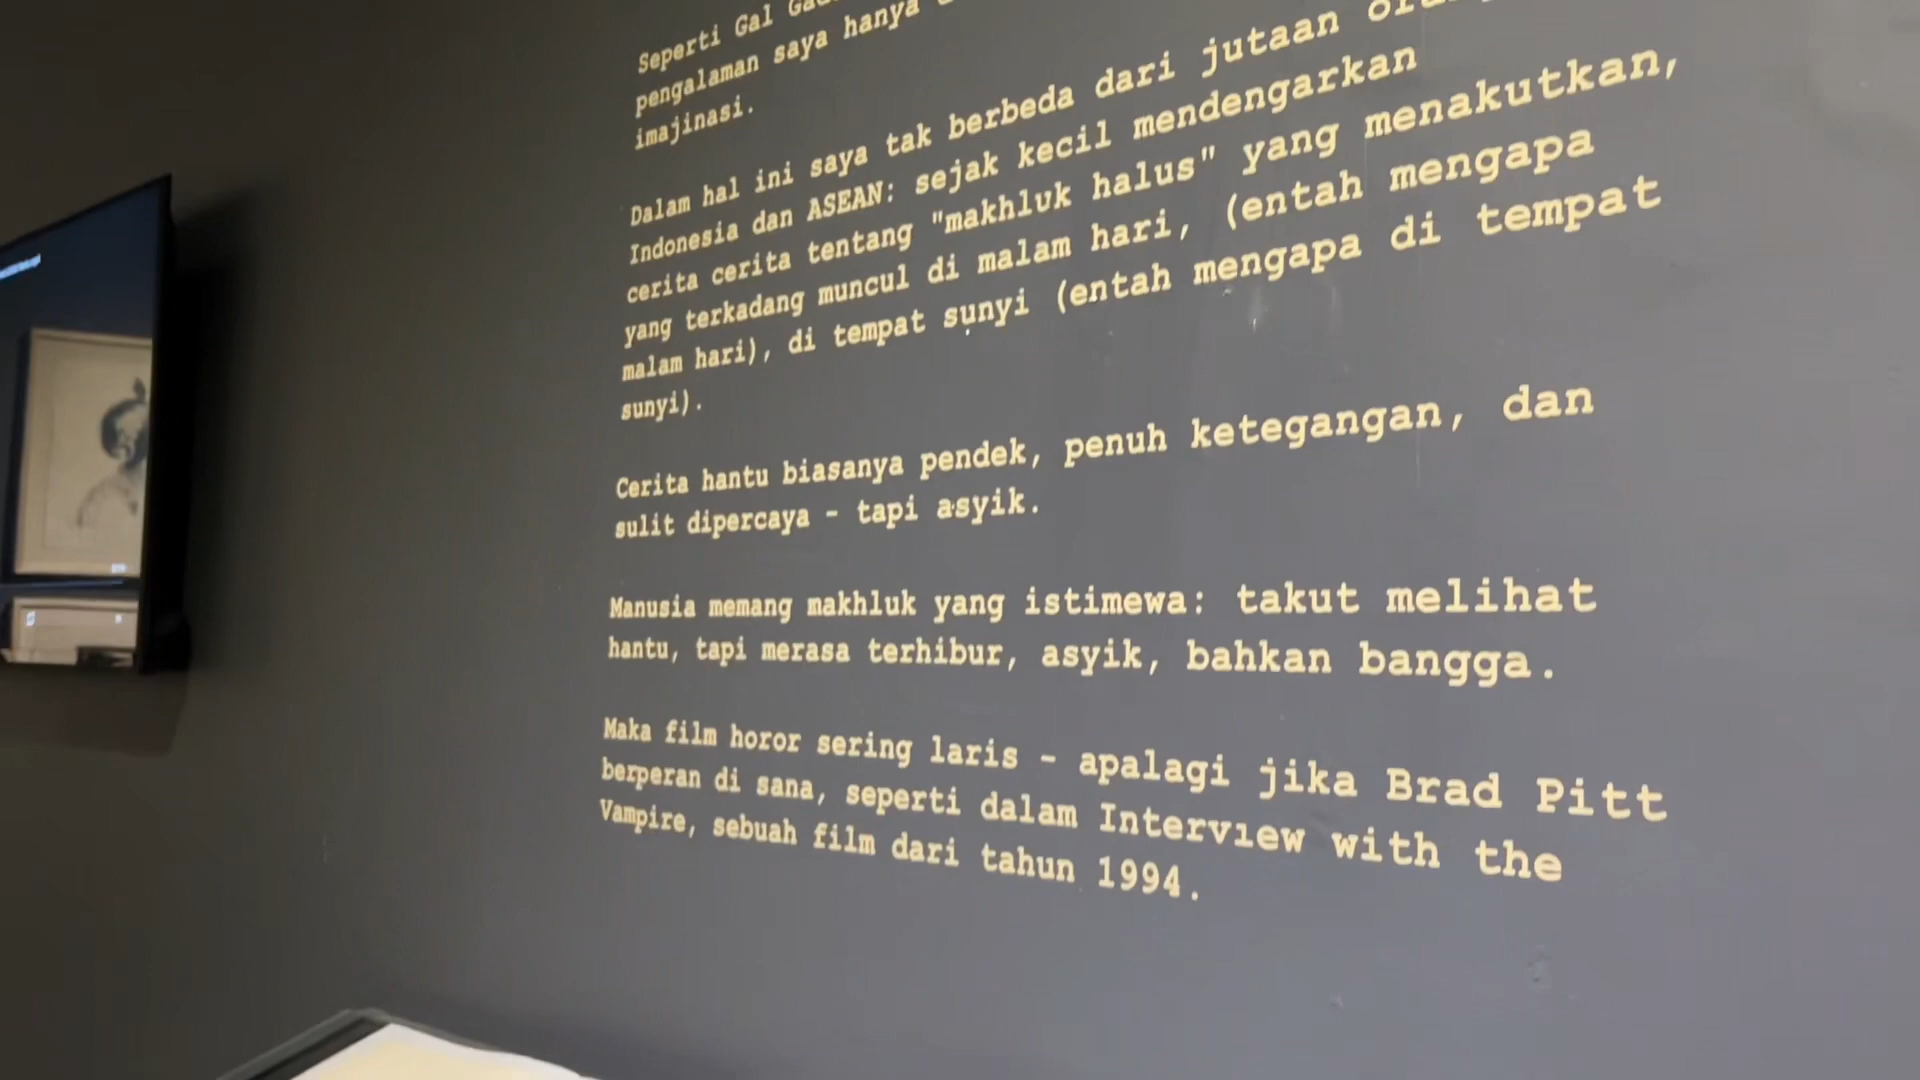 Seperti Gal
pengalaman saya hanya
imajinasi.
Dalam hal ini saya tak berbeda dari jutaan
Indonesia dan ASEAN: sejak kecil mendengarkan
cerita cerita tentang "makhluk halus" yang menakutkan,
yang terkadang muncul di malam hari, (entah mengapa
malam hari), di tempat sunyi (entah mengapa di tempat
sunyi).
Cerita hantu biasanya pendek, penuh ketegangan, dan
sulit dipercaya - tapi asyik.
Manusia memang makhluk yang istimewa: takut melihat
hantu, tapi merasa terhibur, asyik, bahkan bangga.
Maka film horor sering laris - apalagi jika Brad Pitt
berperan di sana, seperti dalam Interview with the
Vampire, sebuah film dari tahun 1994.